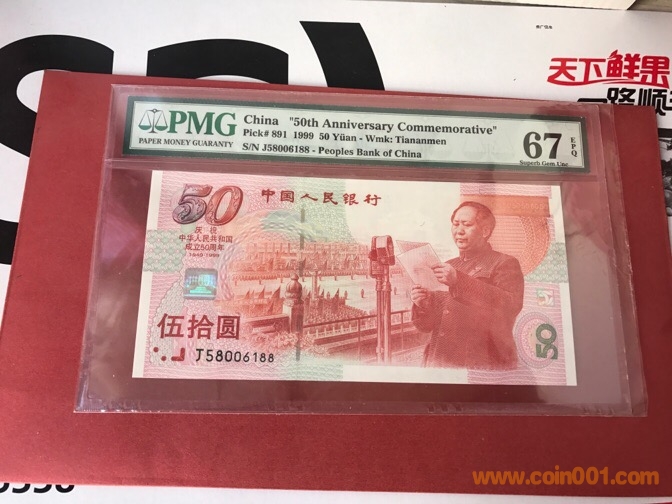 天下鲜果
一路顺
PMG
PAPER MONEY GUARANTY
China "50th Anniversary Commemorative"
Pick# 891 1999 50 Yüan - Wmk: Tiananmen
S/N J58006188 - Peoples Bank of China
67
EPQ
Superb Gem Unc
50
中国人民银行
庆祝
中华人民共和国
成立50周年
1949-1999
伍拾圆
J58006188
50
www.coin001.com